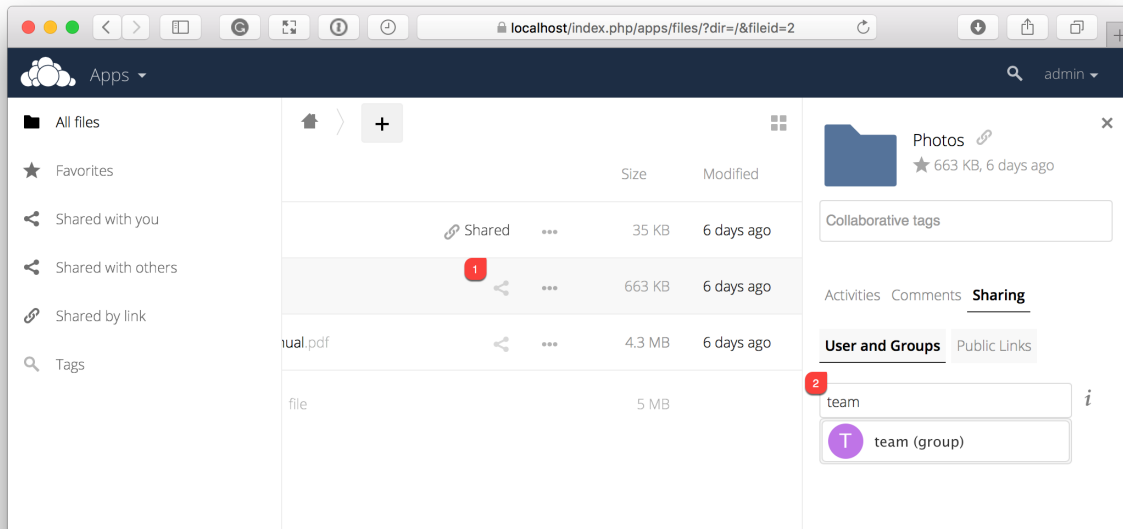 localhost/index.php/apps/files/?dir=/&fileid=2
Apps
admin
All files
Favorites
Shared with you
Shared with others
Shared by link
Tags
Size Modified
Shared 35 KB 6 days ago
1
663 KB 6 days ago
nual.pdf 4.3 MB 6 days ago
file 5 MB
Photos
663 KB, 6 days ago
Collaborative tags
Activities Comments Sharing
User and Groups Public Links
2
team
i
T team (group)